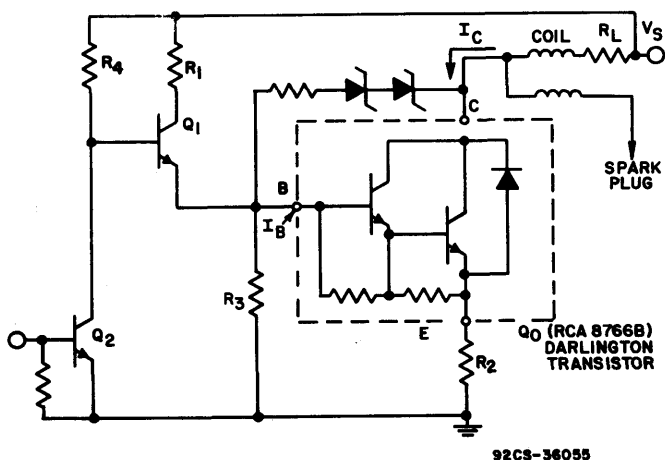 R4
R1
Q1
Q2
R3
B
IB
IC
C
COIL
RL
VS
SPARK
PLUG
E
R2
QO (RCA 8766B)
DARLINGTON
TRANSISTOR
92CS-36055